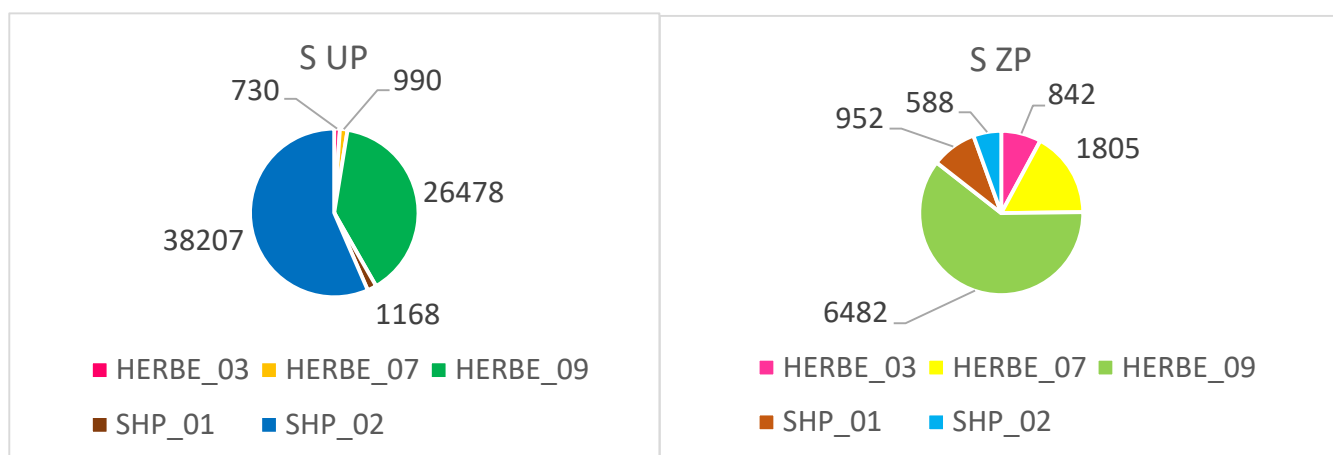 S UP
730
990
26478
38207
1168
HERBE_03 HERBE_07 HERBE_09
SHP_01 SHP_02
S ZP
588
842
952
1805
6482
HERBE_03 HERBE_07 HERBE_09
SHP_01 SHP_02